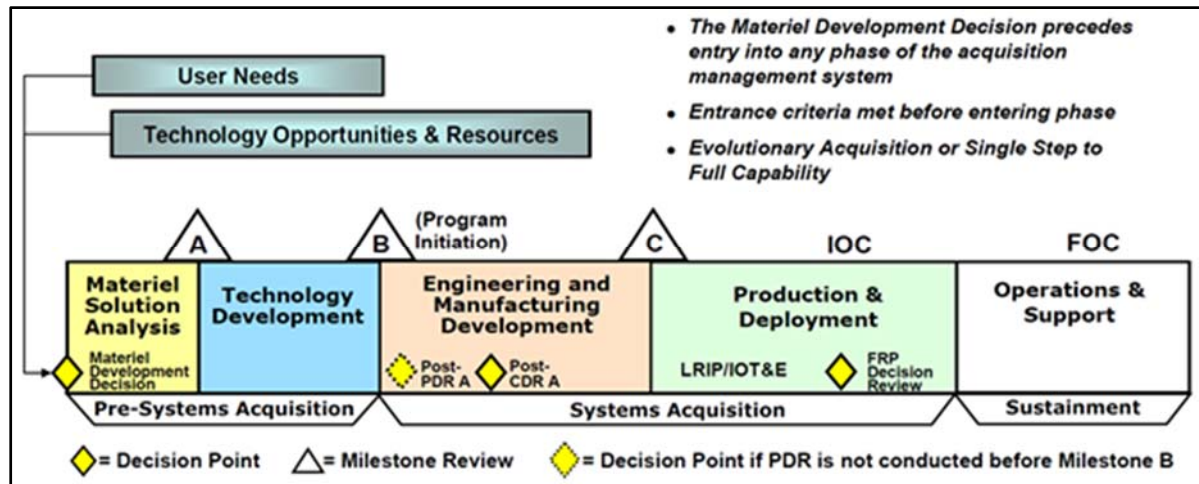 • The Materiel Development Decision precedes
entry into any phase of the acquisition
management system
• Entrance criteria met before entering phase
• Evolutionary Acquisition or Single Step to
Full Capability
User Needs
Technology Opportunities & Resources
A
B
(Program
Initiation)
C
IOC
FOC
Materiel
Solution
Analysis
Materiel
Development
Decision
Technology
Development
Engineering and
Manufacturing
Development
Post-
PDR A
Post-
CDR A
Production &
Deployment
LRIP/IOT&E
FRP
Decision
Review
Operations &
Support
Pre-Systems Acquisition
Systems Acquisition
Sustainment
= Decision Point
= Milestone Review
= Decision Point if PDR is not conducted before Milestone B